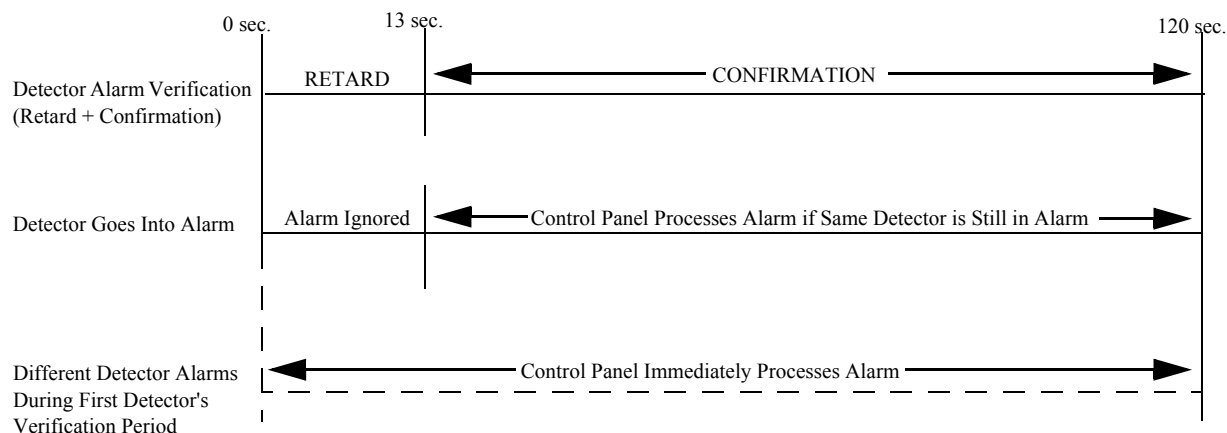 0 sec.
13 sec.
120 sec.
Detector Alarm Verification
(Retard + Confirmation)
RETARD
CONFIRMATION
Detector Goes Into Alarm
Alarm Ignored
Control Panel Processes Alarm if Same Detector is Still in Alarm
Different Detector Alarms
During First Detector's
Verification Period
Control Panel Immediately Processes Alarm